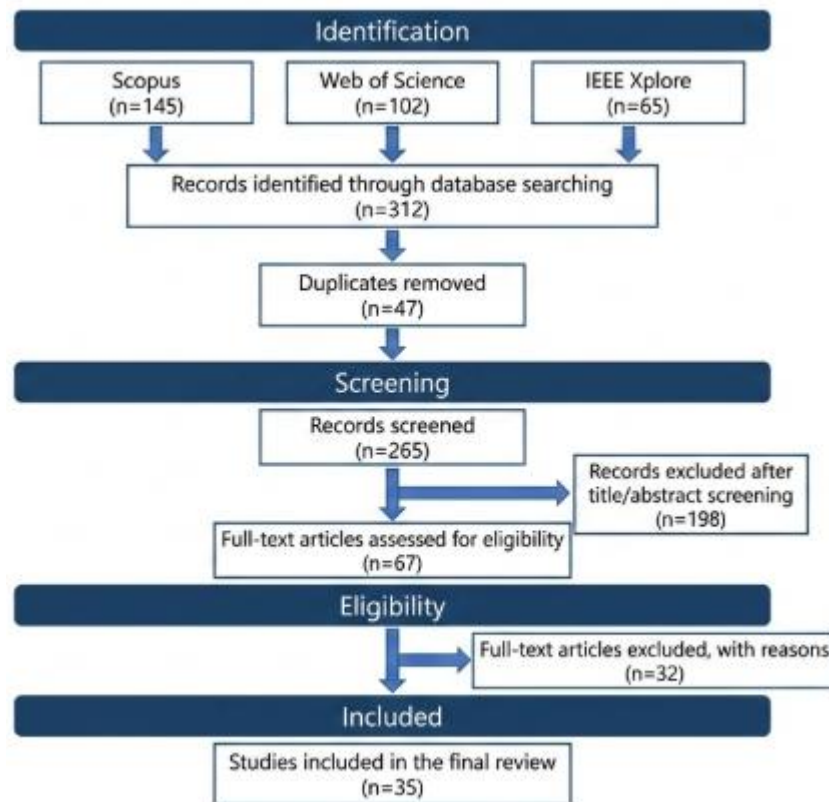 Identification
Scopus
(n=145)
Web of Science
(n=102)
IEEE Xplore
(n=65)
Records identified through database searching
(n=312)
Duplicates removed
(n=47)
Screening
Records screened
(n=265)
Records excluded after
title/abstract screening
(n=198)
Full-text articles assessed for eligibility
(n=67)
Eligibility
Full-text articles excluded, with reasons
(n=32)
Included
Studies included in the final review
(n=35)